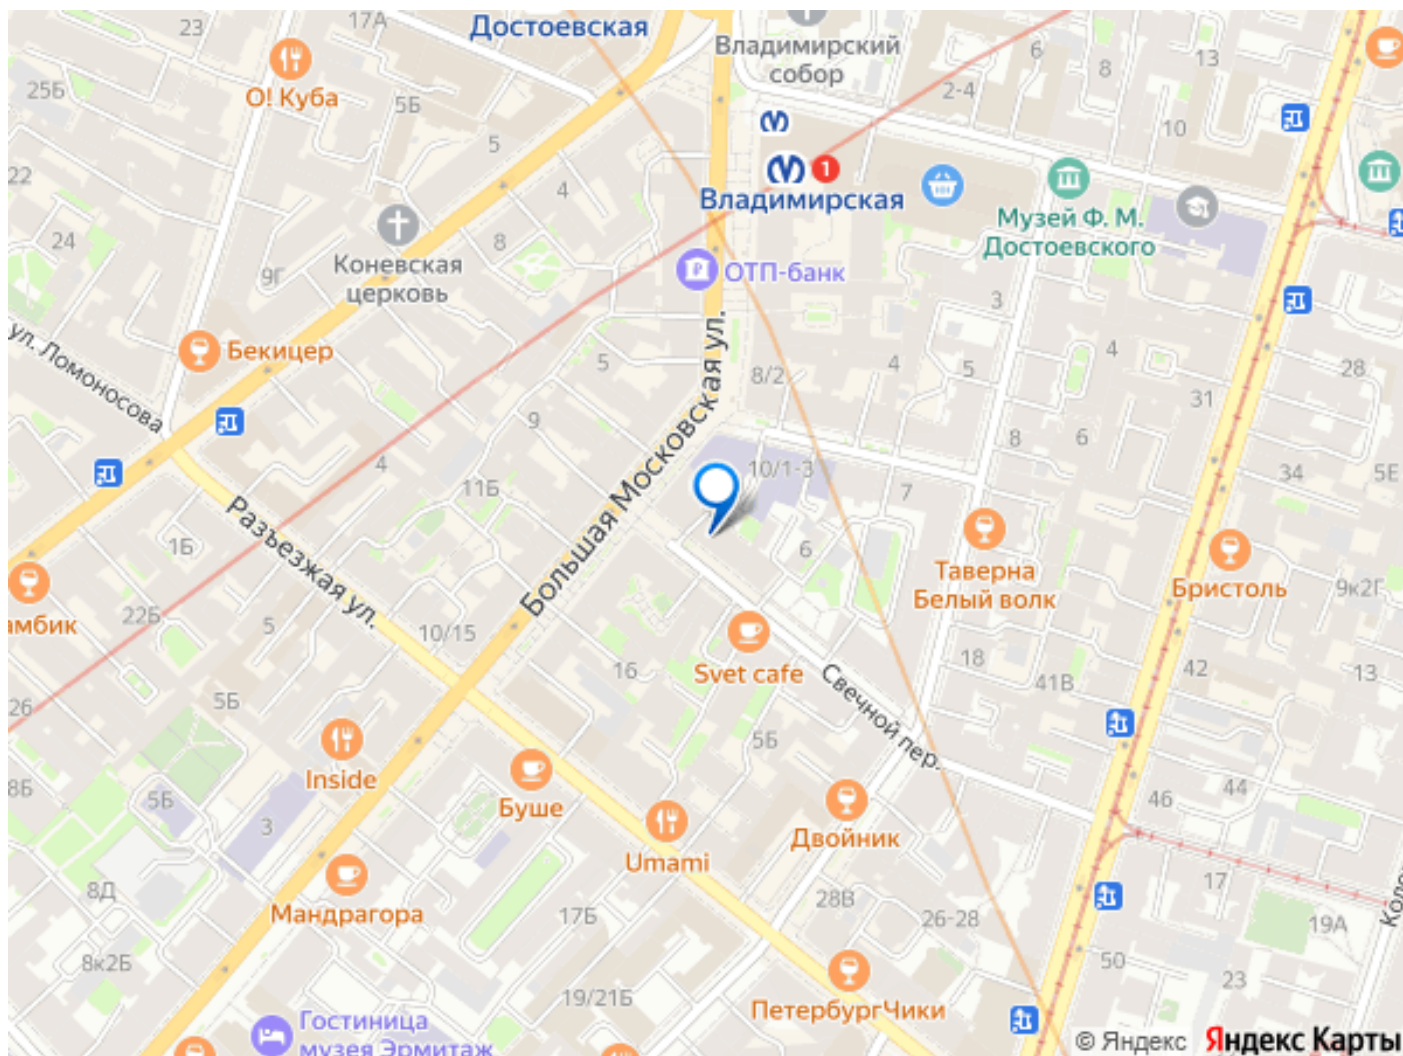 23
17А
Достоевская
Владимирский
собор
6
8
13
2-4
10
25Б
О! Куба
5Б
5
4
22
24
9Г
Коневская
церковь
8
1
Владимирская
Музей Ф. М.
Достоевского
ОТП-банк
3
ул. Ломоносова
Бекицер
5
8/2
4
5
4
28
31
9
8
6
4
11Б
10/1-3
7
34
5Е
Большая Московская ул.
Разъезжая ул.
1Б
6
Таверна
Белый волк
Бристоль
9к2Г
амбик
22Б
5
10/15
16
Svet cafe
Свечной пер.
18
41В
42
13
26
5Б
5Б
Inside
Буше
8Б
5Б
3
Umami
Двойник
46
44
8Д
Мандрагора
17Б
28В
26-28
17
19А
Коло
8к2Б
19/21Б
ПетербургЧики
50
23
Гостиница
музея Эрмитаж
© Яндекс Яндекс Карты